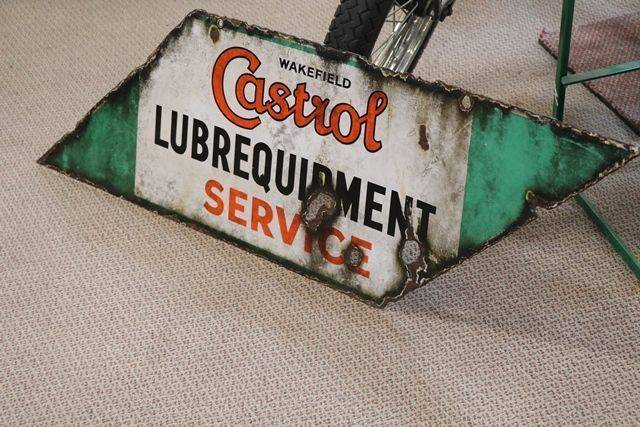 WAKEFIELD
Castrol
LUBREQUIPMENT
SERVICE